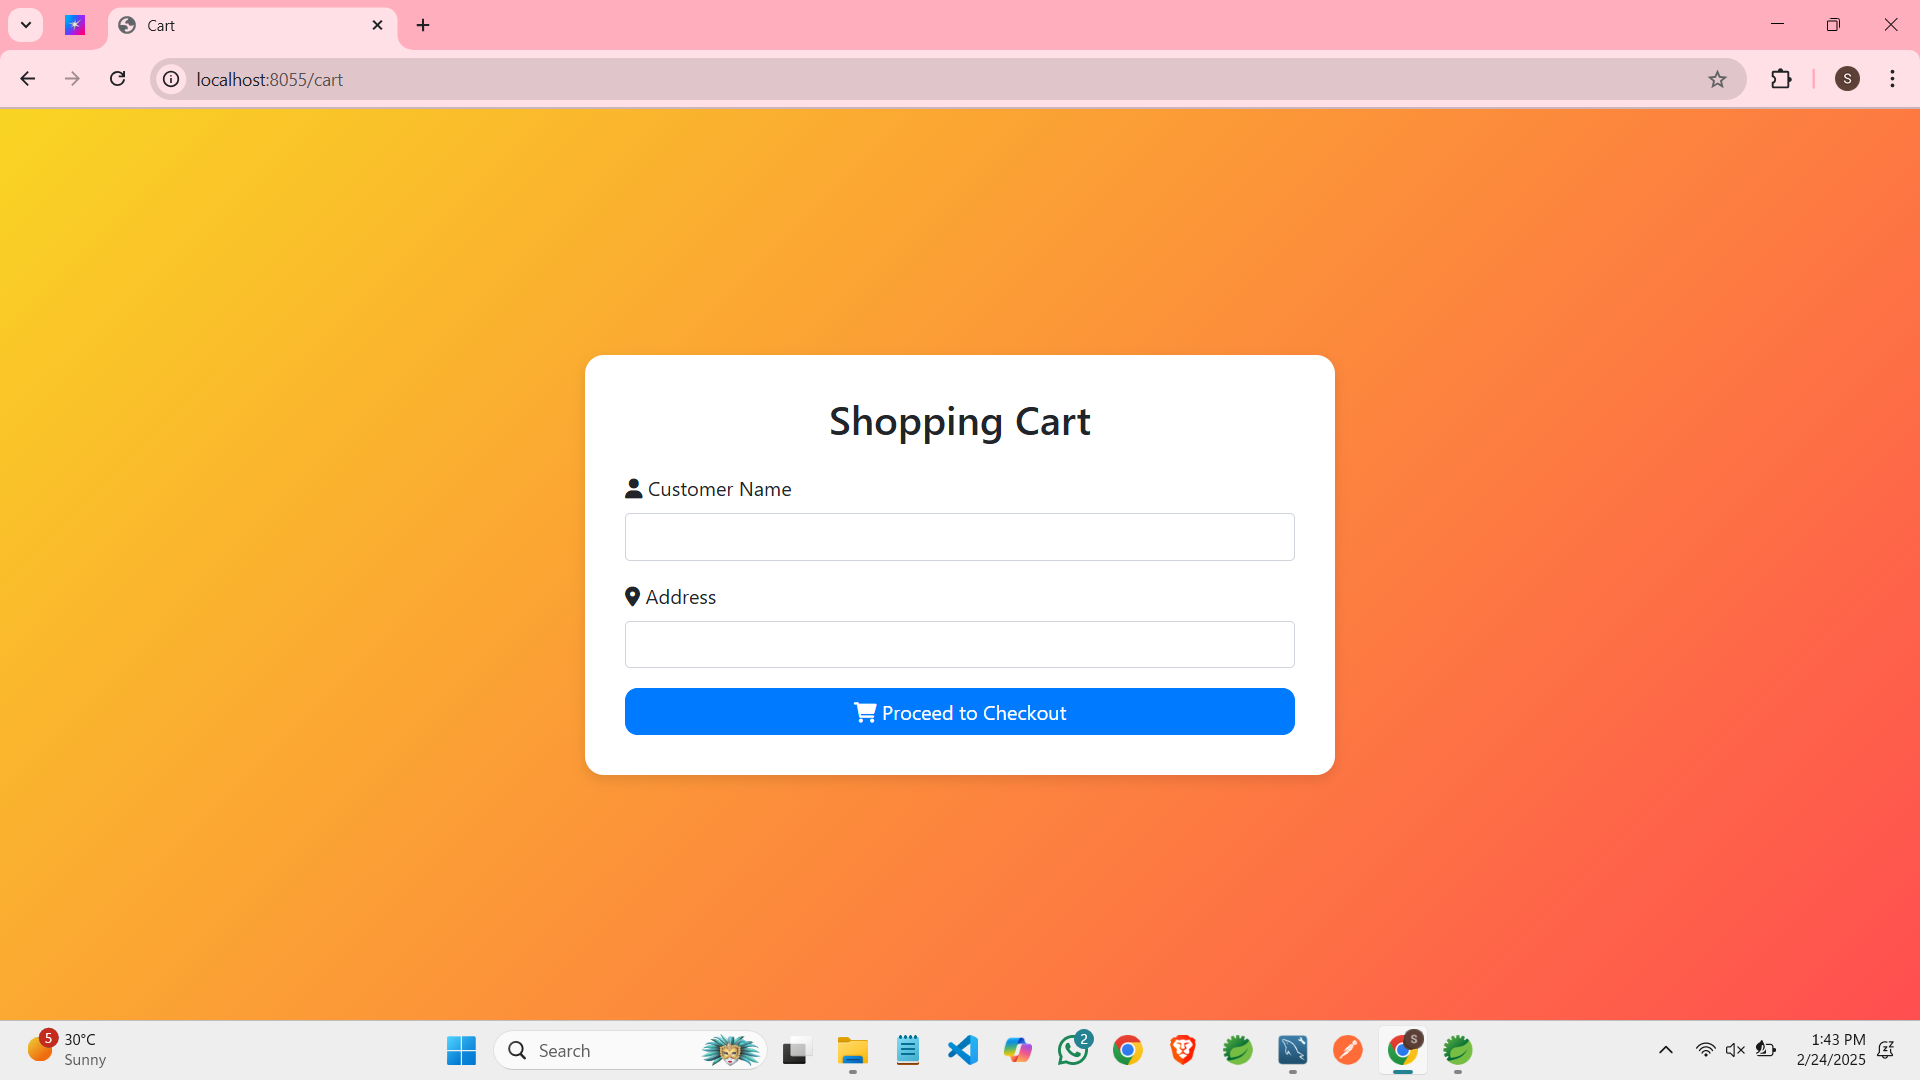 Cart
localhost:8055/cart
S
Shopping Cart
Customer Name
Address
Proceed to Checkout
5
30°C
Sunny
Search
2
S
1:43 PM
2/24/2025